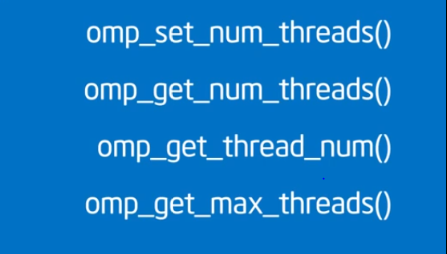 omp_set_num_threads()
omp_get_num_threads()
omp_get_thread_num()
omp_get_max_threads()